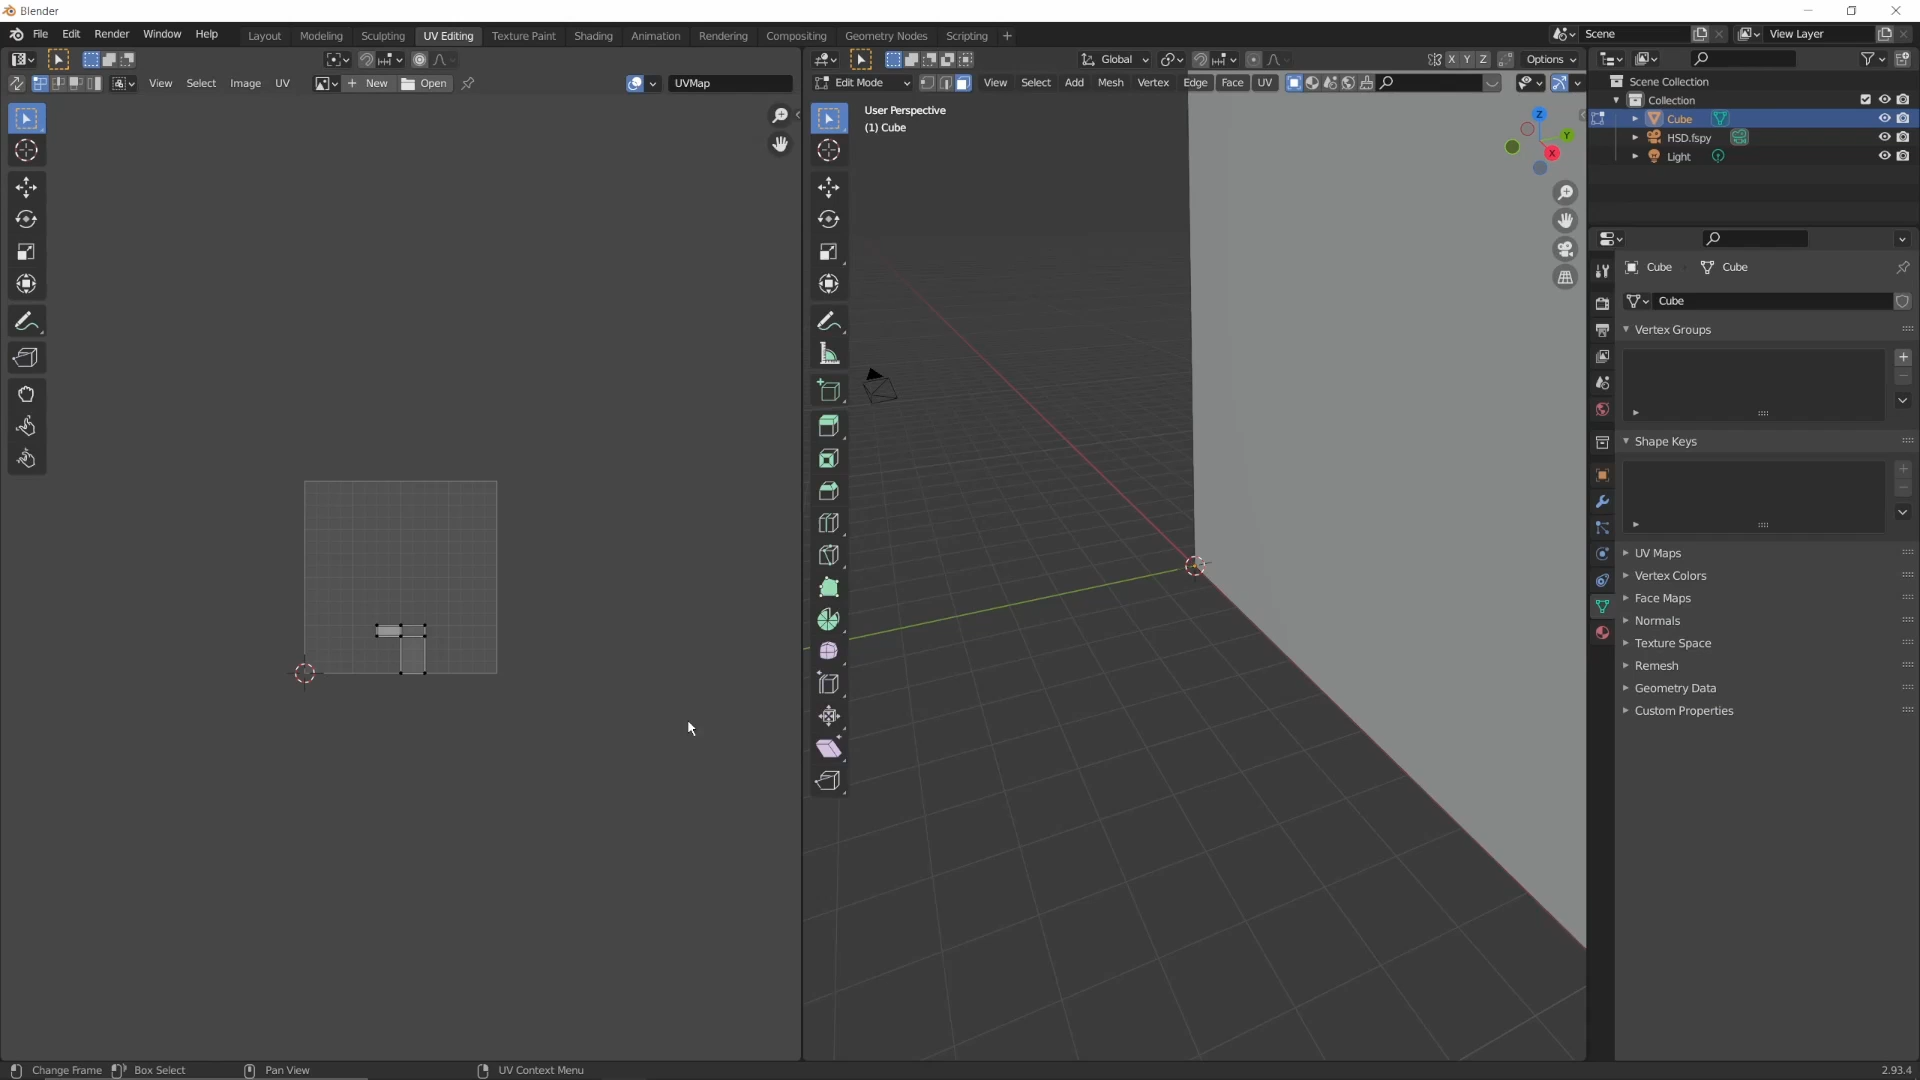 Blender
File Edit Render Window Help
Layout Modeling Sculpting UV Editing Texture Paint Shading Animation Rendering Compositing Geometry Nodes Scripting +
Scene
View Layer
Global
Options
View Select Image UV
+ New
Open
UVMap
Edit Mode
View Select Add Mesh Vertex Edge Face UV
X Y Z
User Perspective
(1) Cube
Z
Y
X
Scene Collection
Collection
Cube
HSD.fspy
Light
Cube
Cube
Cube
Vertex Groups
Shape Keys
UV Maps
Vertex Colors
Face Maps
Normals
Texture Space
Remesh
Geometry Data
Custom Properties
Change Frame
Box Select
Pan View
UV Context Menu
2.93.4